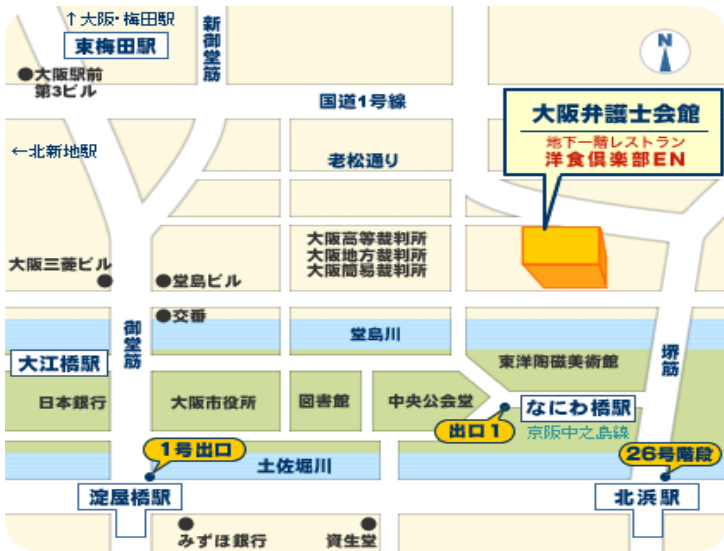 ↑大阪・梅田駅
東梅田駅
新御堂筋
N
●大阪駅前
第3ビル
国道1号線
大阪弁護士会館
地下一階レストラン
洋食倶楽部EN
←北新地駅
老松通り
大阪高等裁判所
大阪地方裁判所
大阪簡易裁判所
大阪三菱ビル
●堂島ビル
●交番
御堂筋
堂島川
堺筋
大江橋駅
東洋陶磁美術館
日本銀行
大阪市役所
図書館
中央公会堂
なにわ橋駅
出口1
京阪中之島線
1号出口
土佐堀川
26号階段
淀屋橋駅
北浜駅
みずほ銀行
資生堂